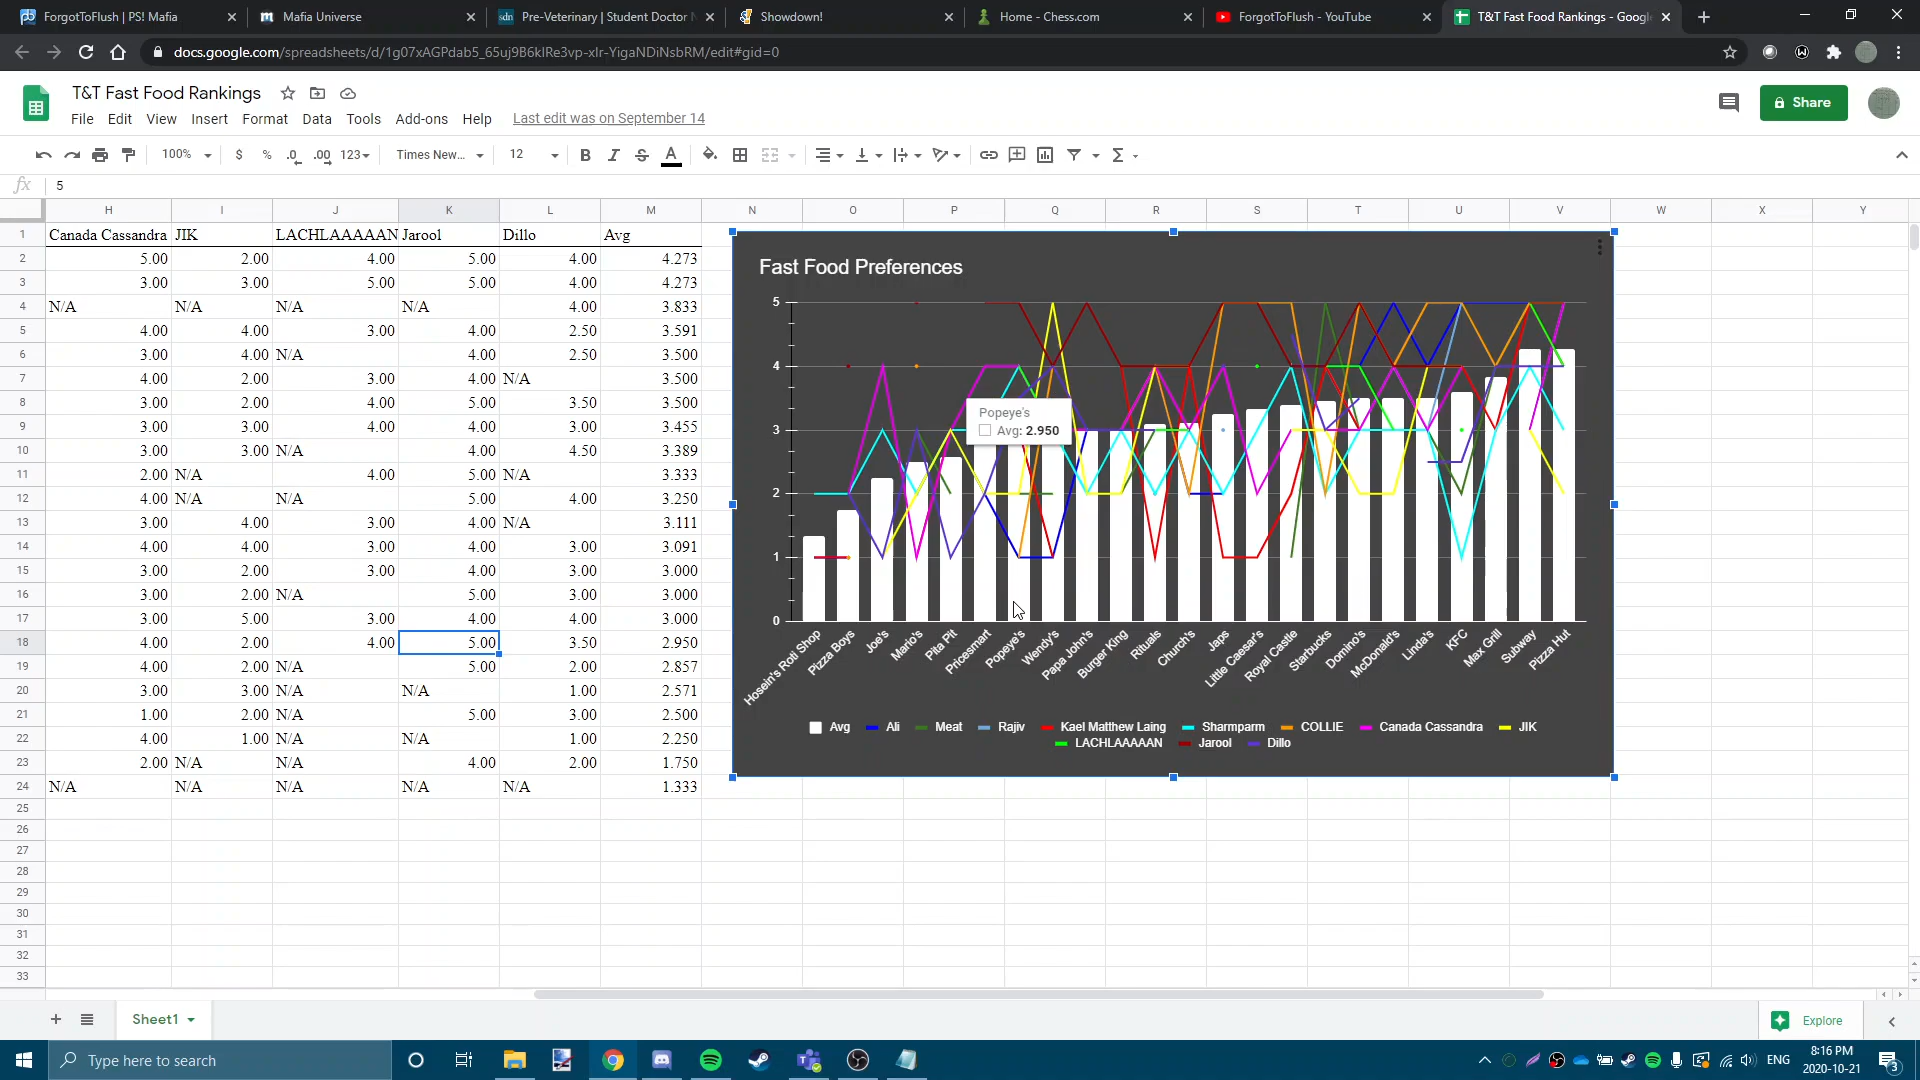 ForgotToFlush | PS! Mafia
Mafia Universe
Pre-Veterinary | Student Doctor N
Showdown!
Home - Chess.com
ForgotToFlush - YouTube
T&T Fast Food Rankings - Googl
docs.google.com/spreadsheets/d/1g07xAGPdab5_65uj9B6klRe3vp-xlr-YigaNDiNsbRM/edit#gid=0
T&T Fast Food Rankings
Share
File Edit View Insert Format Data Tools Add-ons Help Last edit was on September 14
100% $ % .0 .00 123 Times New... 12 B I S A Σ
fx 5
H I J K L M N O P Q R S T U V W X Y
1 Canada Cassandra JIK LACHLAAAAAN Jarool Dillo Avg
2 5.00 2.00 4.00 5.00 4.00 4.273
3 3.00 3.00 5.00 5.00 4.00 4.273
4 N/A N/A N/A N/A 4.00 3.833
5 4.00 4.00 3.00 4.00 2.50 3.591
6 3.00 4.00 N/A 4.00 2.50 3.500
7 4.00 2.00 3.00 4.00 N/A 3.500
8 3.00 2.00 4.00 5.00 3.50 3.500
9 3.00 3.00 4.00 4.00 3.00 3.455
10 3.00 3.00 N/A 4.00 4.50 3.389
11 2.00 N/A 4.00 5.00 N/A 3.333
12 4.00 N/A N/A 5.00 4.00 3.250
13 3.00 4.00 3.00 4.00 N/A 3.111
14 4.00 4.00 3.00 4.00 3.00 3.091
15 3.00 2.00 3.00 4.00 3.00 3.000
16 3.00 2.00 N/A 5.00 3.00 3.000
17 3.00 5.00 3.00 4.00 4.00 3.000
18 4.00 2.00 4.00 5.00 3.50 2.950
19 4.00 2.00 N/A 5.00 2.00 2.857
20 3.00 3.00 N/A N/A 1.00 2.571
21 1.00 2.00 N/A 5.00 3.00 2.500
22 4.00 1.00 N/A N/A 1.00 2.250
23 2.00 N/A N/A 4.00 2.00 1.750
24 N/A N/A N/A N/A N/A 1.333
25
26
27
28
29
30
31
32
33
Fast Food Preferences
5
4
3
2
1
0
Popeye's
Avg: 2.950
Hosein's Roti Shop
Pizza Boys
Joe's
Mario's
Pita Pit
Pricesmart
Popeye's
Wendy's
Papa John's
Burger King
Rituals
Church's
Japs
Little Caeser's
Royal Castle
Starbucks
Domino's
McDonald's
Linda's
KFC
Max Grill
Subway
Pizza Hut
Avg Ali Meat Rajiv Kael Matthew Laing Sharmparm COLLIE Canada Cassandra JIK
LACHLAAAAAN Jarool Dillo
Sheet1
Explore
Type here to search
ENG
8:16 PM
2020-10-21
3